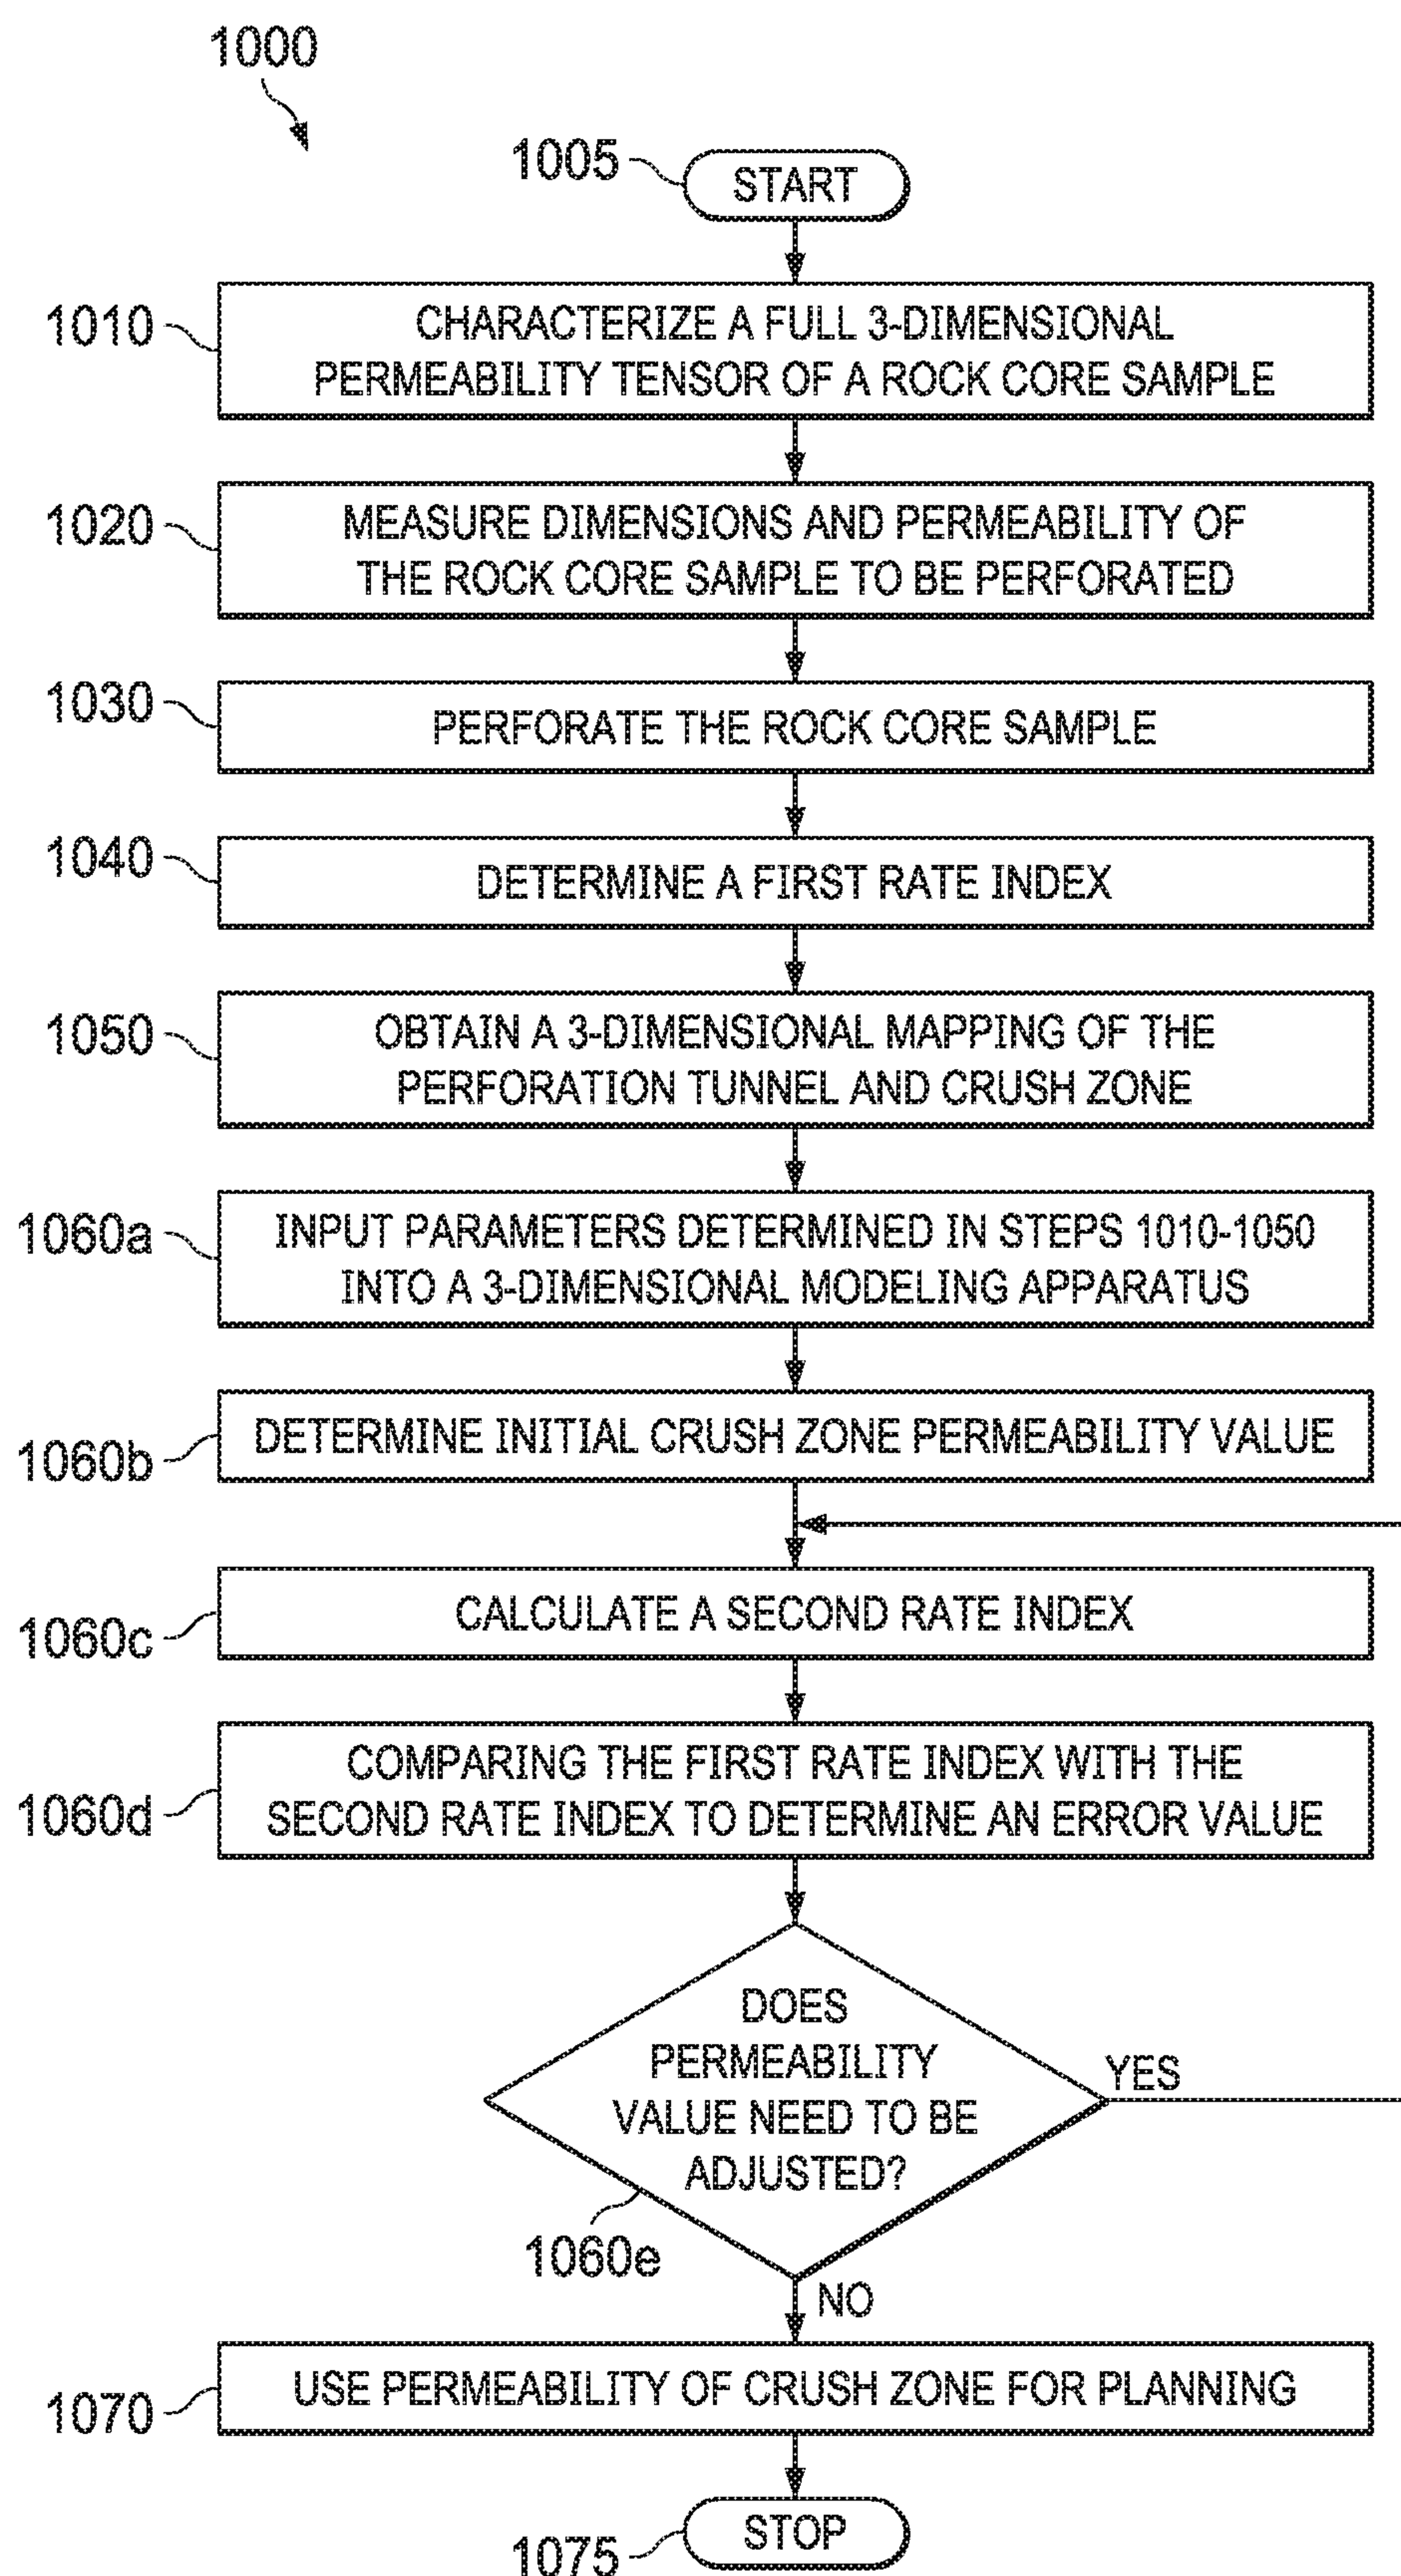 1000
1005
START
1010
CHARACTERIZE A FULL 3-DIMENSIONAL
PERMEABILITY TENSOR OF A ROCK CORE SAMPLE
1020
MEASURE DIMENSIONS AND PERMEABILITY OF
THE ROCK CORE SAMPLE TO BE PERFORATED
1030
PERFORATE THE ROCK CORE SAMPLE
1040
DETERMINE A FIRST RATE INDEX
1050
OBTAIN A 3-DIMENSIONAL MAPPING OF THE
PERFORATION TUNNEL AND CRUSH ZONE
1060a
INPUT PARAMETERS DETERMINED IN STEPS 1010-1050
INTO A 3-DIMENSIONAL MODELING APPARATUS
1060b
DETERMINE INITIAL CRUSH ZONE PERMEABILITY VALUE
1060c
CALCULATE A SECOND RATE INDEX
1060d
COMPARING THE FIRST RATE INDEX WITH THE
SECOND RATE INDEX TO DETERMINE AN ERROR VALUE
DOES
PERMEABILITY
VALUE NEED TO BE
ADJUSTED?
YES
1060e
NO
1070
USE PERMEABILITY OF CRUSH ZONE FOR PLANNING
1075
STOP